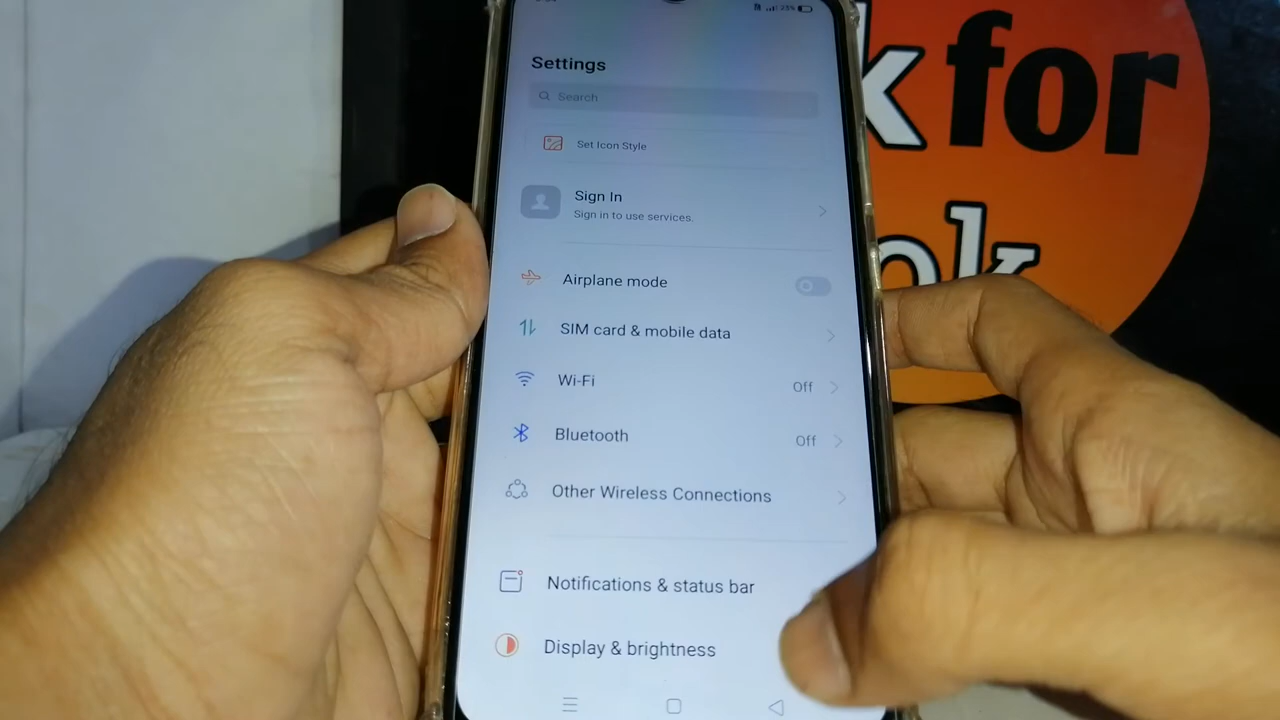 23%
Settings
Search
Set Icon Style
Sign In
Sign in to use services.
Airplane mode
SIM card & mobile data
Wi-Fi
Off
Bluetooth
Off
Other Wireless Connections
Notifications & status bar
Display & brightness
k for
ok